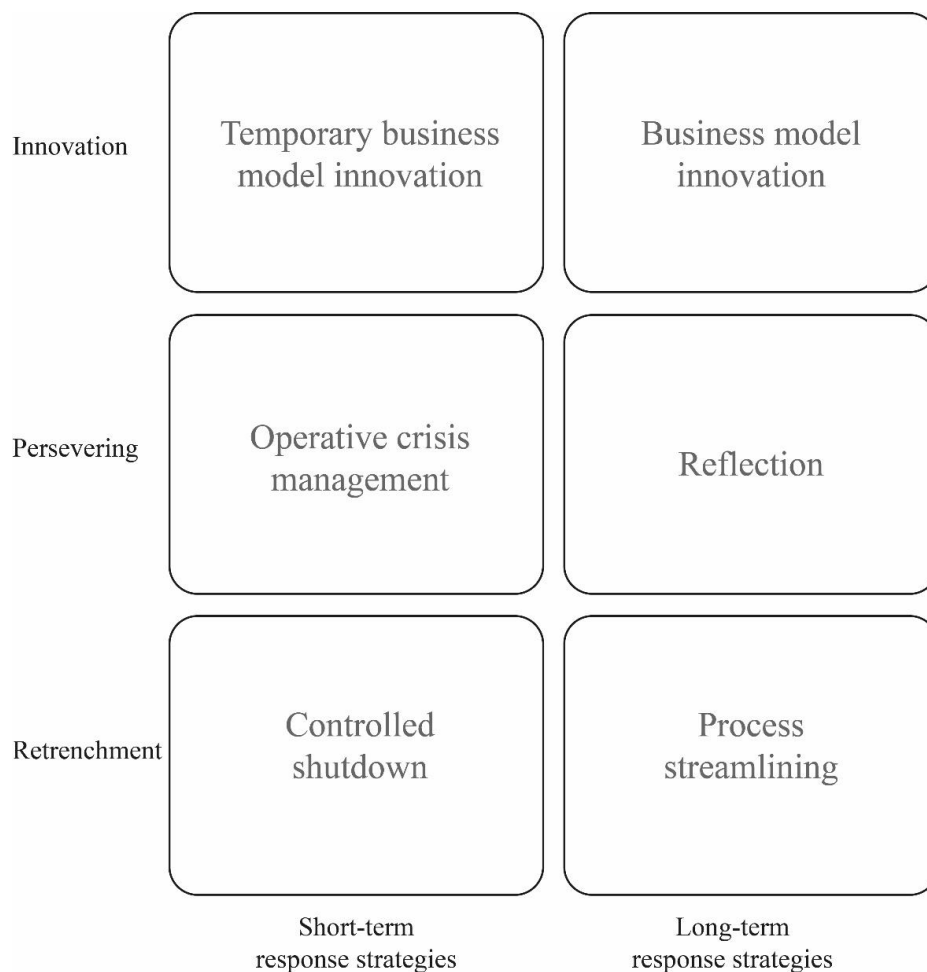 Innovation
Temporary business
model innovation
Business model
innovation
Persevering
Operative crisis
management
Reflection
Retrenchment
Controlled
shutdown
Process
streamlining
Short-term
response strategies
Long-term
response strategies